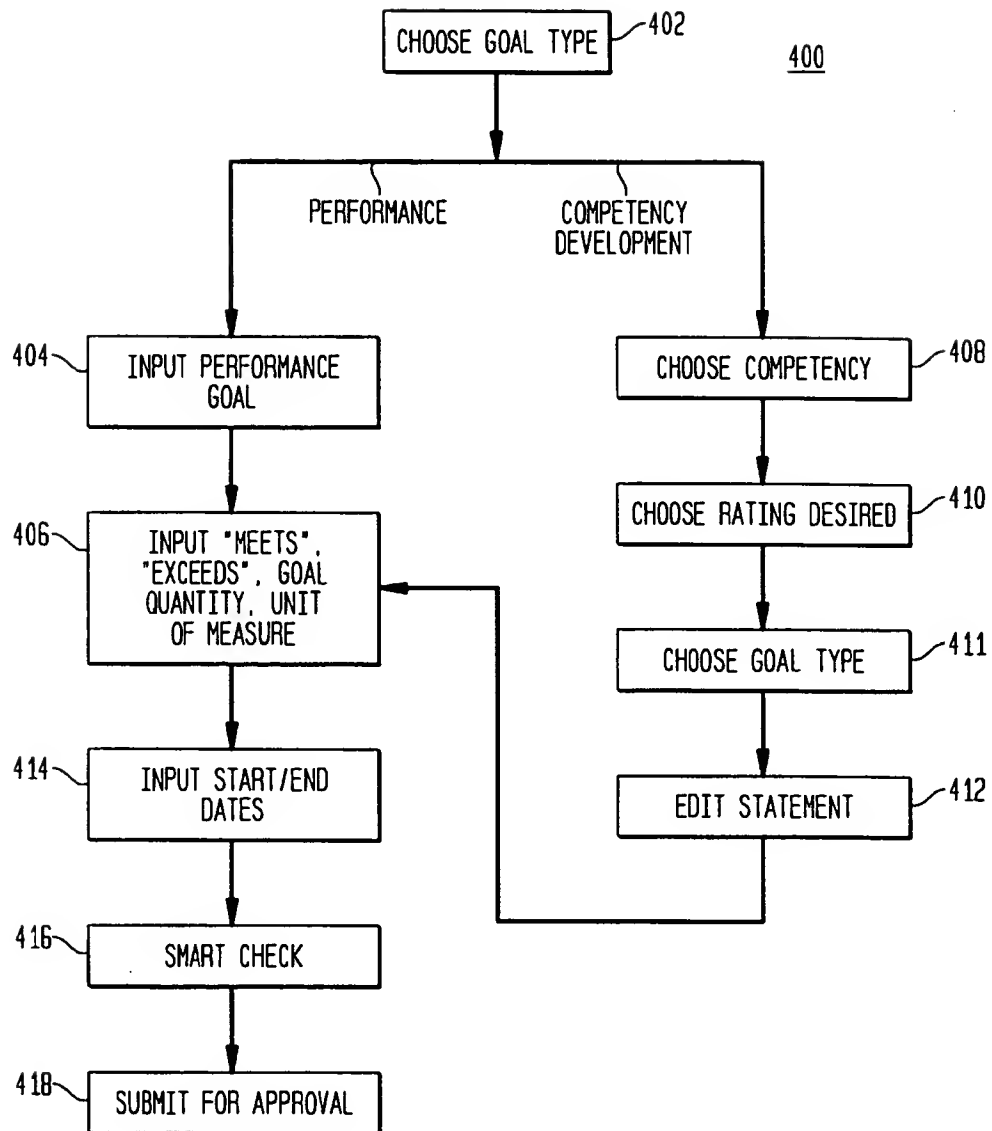 CHOOSE GOAL TYPE
402
400
PERFORMANCE
COMPETENCY
DEVELOPMENT
404
INPUT PERFORMANCE
GOAL
408
CHOOSE COMPETENCY
410
CHOOSE RATING DESIRED
406
INPUT "MEETS",
"EXCEEDS", GOAL
QUANTITY, UNIT
OF MEASURE
411
CHOOSE GOAL TYPE
414
INPUT START/END
DATES
412
EDIT STATEMENT
416
SMART CHECK
418
SUBMIT FOR APPROVAL